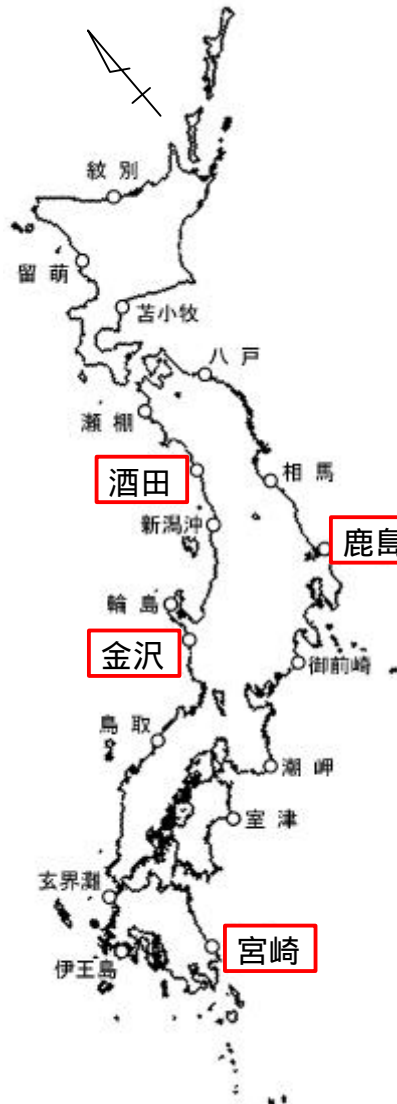 紋別
留萌
苫小牧
八戸
瀬棚
酒田
相馬
新潟沖
鹿島
輪島
金沢
御前崎
鳥取
潮岬
室津
玄界灘
宮崎
伊王島